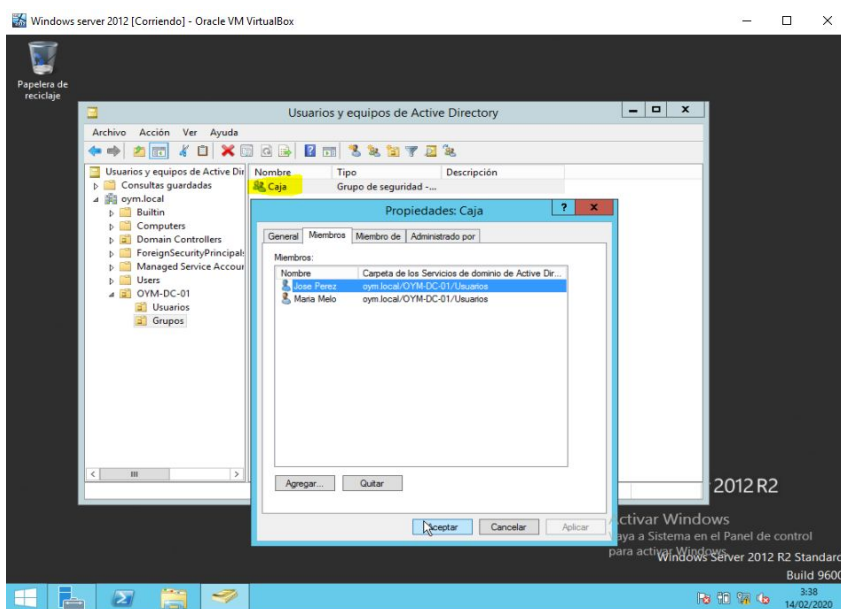 Windows server 2012 [Corriendo] - Oracle VM VirtualBox
Papelera de
reciclaje
Usuarios y equipos de Active Directory
Archivo Acción Ver Ayuda
Usuarios y equipos de Active Dir
Consultas guardadas
oym.local
Builtin
Computers
Domain Controllers
ForeignSecurityPrincipals
Managed Service Accour
Users
OYM-DC-01
Usuarios
Grupos
Nombre Tipo Descripción
Caja Grupo de seguridad -...
Propiedades: Caja
General Miembros Miembro de Administrado por
Miembros:
Nombre Carpeta de los Servicios de dominio de Active Dir...
Jose Perez oym.local/OYM-DC-01/Usuarios
Maria Melo oym.local/OYM-DC-01/Usuarios
Agregar... Quitar
Aceptar Cancelar Aplicar
2012 R2
Activar Windows
Vaya a Sistema en el Panel de control
para activar Windows.
Windows Server 2012 R2 Standard
Build 9600
3:38
14/02/2020